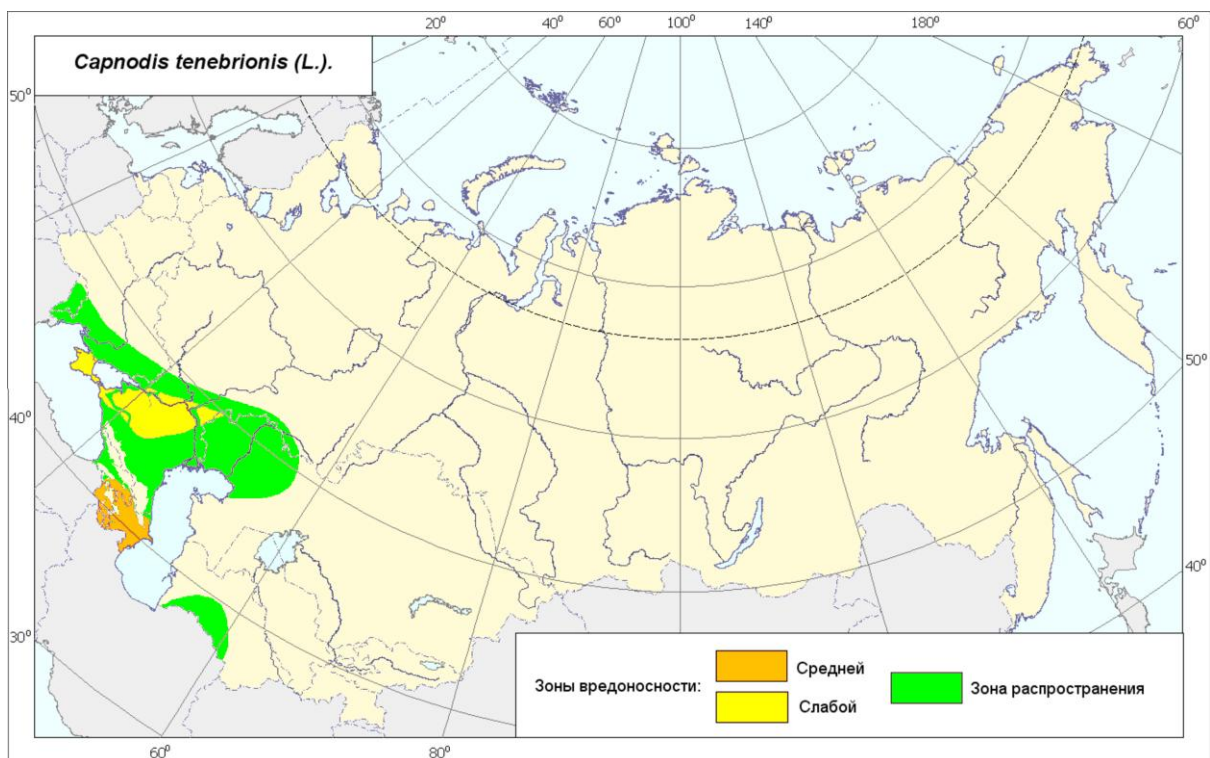 20⁰ 40⁰ 60⁰ 100⁰ 140⁰ 180⁰ 60⁰
Capnodis tenebrionis (L.).
50⁰
50⁰
40⁰
40⁰
30⁰
Зоны вредоносности:
Средней
Слабой
Зона распространения
60⁰ 80⁰